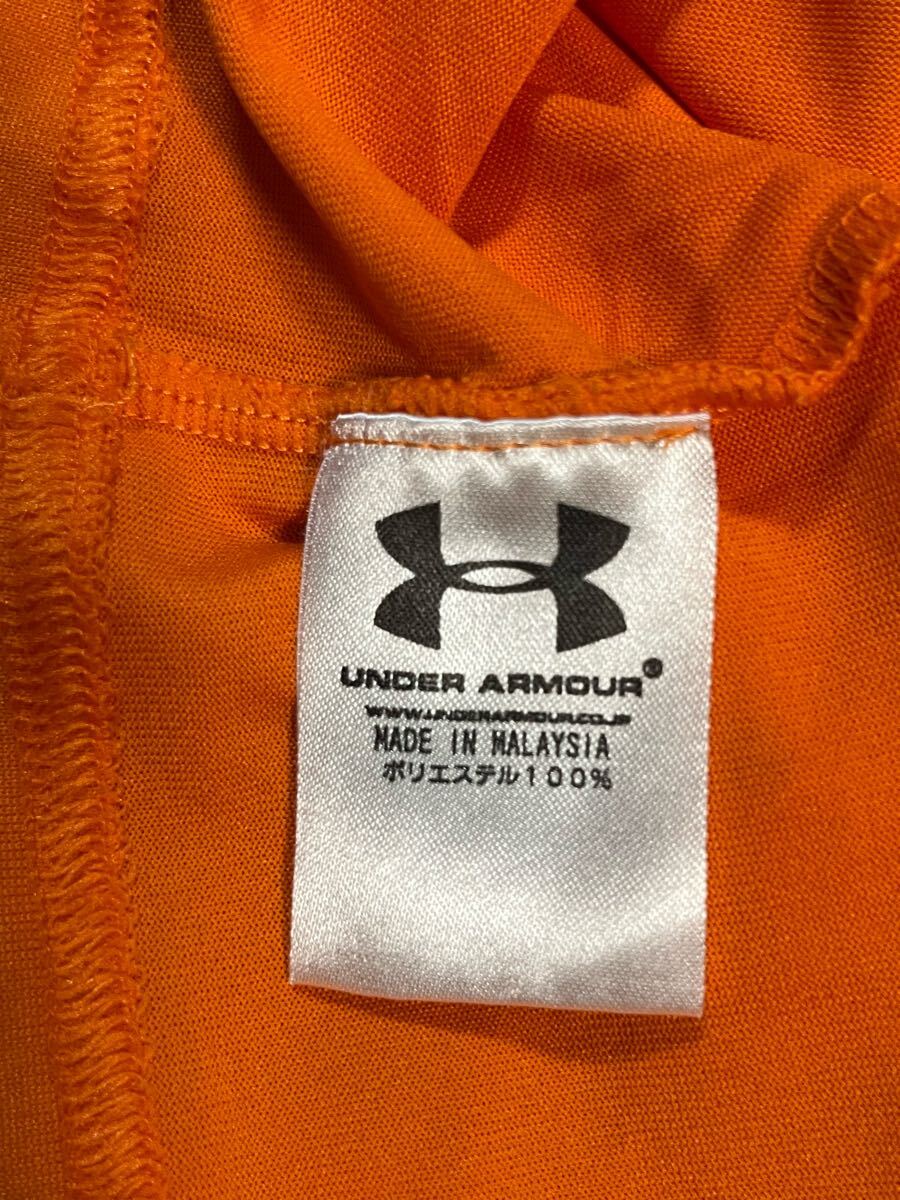 UNDER ARMOUR®
WWW.UNDERARMOUR.CO.JP
MADE IN MALAYSIA
ポリエステル100%